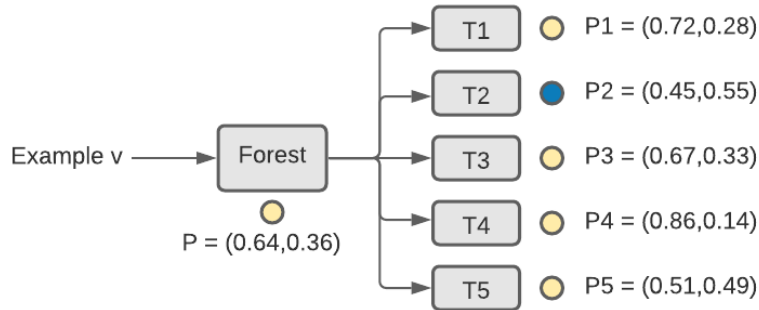 T1 P1 = (0.72,0.28)
T2 P2 = (0.45,0.55)
Example v Forest T3 P3 = (0.67,0.33)
T4 P4 = (0.86,0.14)
P = (0.64,0.36)
T5 P5 = (0.51,0.49)